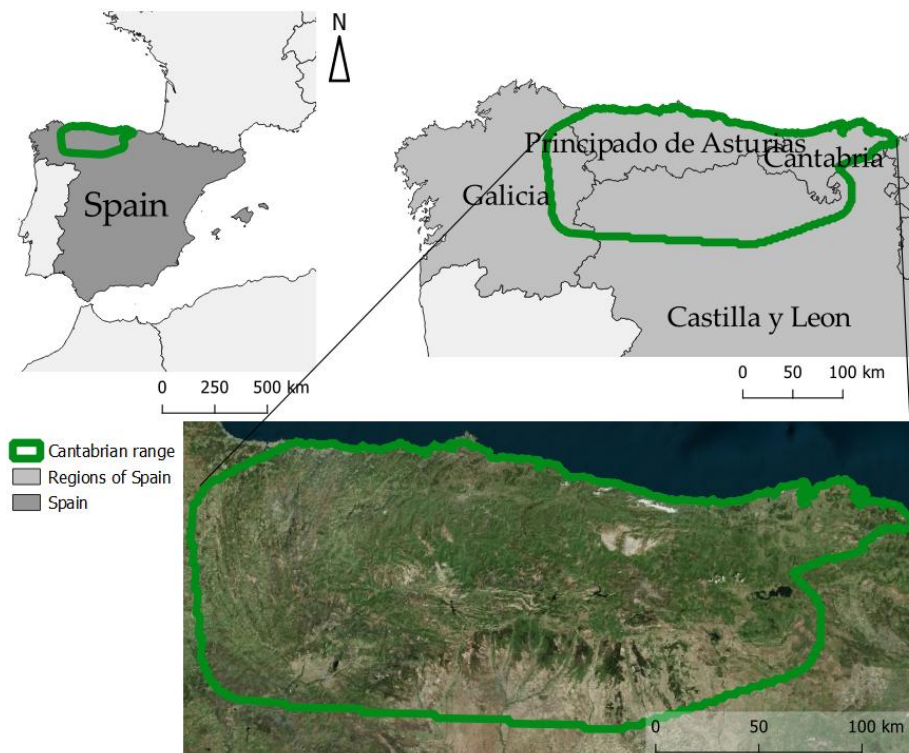 N
Spain
0 250 500 km
Principado de Asturias
Cantabria
Galicia
Castilla y Leon
0 50 100 km
Cantabrian range
Regions of Spain
Spain
0 50 100 km